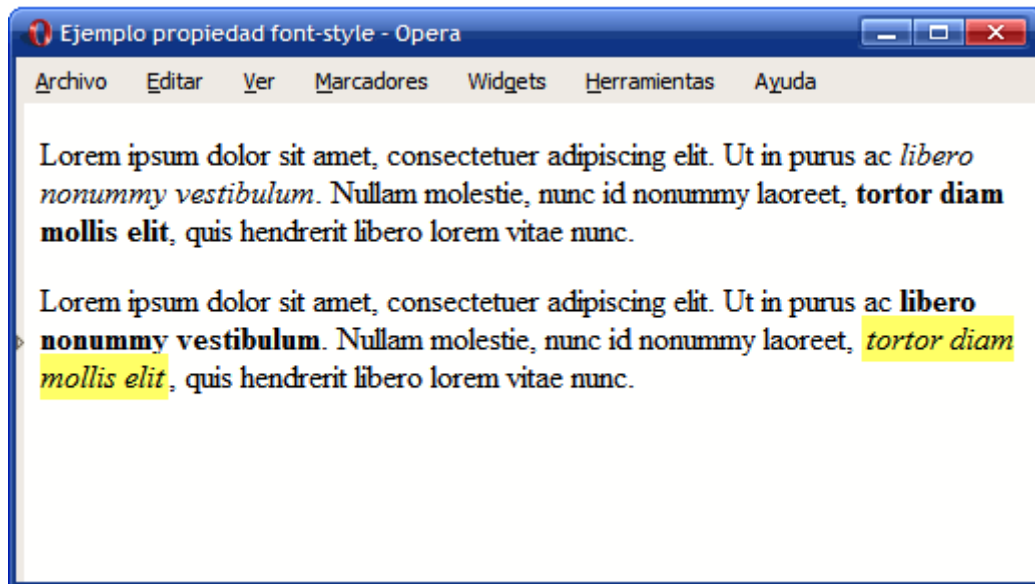 Ejemplo propiedad font-style - Opera
Archivo Editar Ver Marcadores Widgets Herramientas Ayuda
Lorem ipsum dolor sit amet, consectetuer adipiscing elit. Ut in purus ac libero
nonummy vestibulum. Nullam molestie, nunc id nonummy laoreet, tortor diam
mollis elit, quis hendrerit libero lorem vitae nunc.
Lorem ipsum dolor sit amet, consectetuer adipiscing elit. Ut in purus ac libero
nonummy vestibulum. Nullam molestie, nunc id nonummy laoreet, tortor diam
mollis elit, quis hendrerit libero lorem vitae nunc.